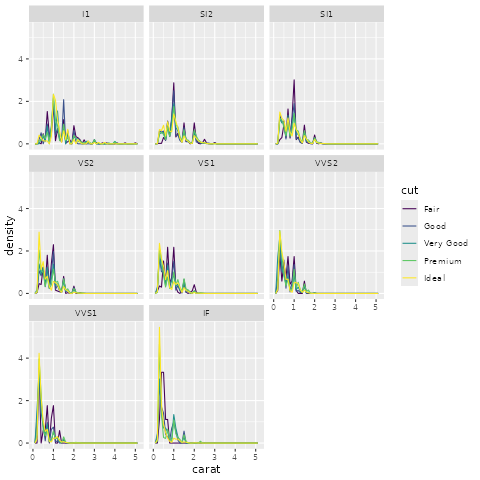 I1 SI2 SI1
4
2
0
VS2 VS1 VVS2
4
2
0
0 1 2 3 4 5
VVS1 IF
4
2
0
0 1 2 3 4 5 0 1 2 3 4 5
carat
density
cut
Fair
Good
Very Good
Premium
Ideal